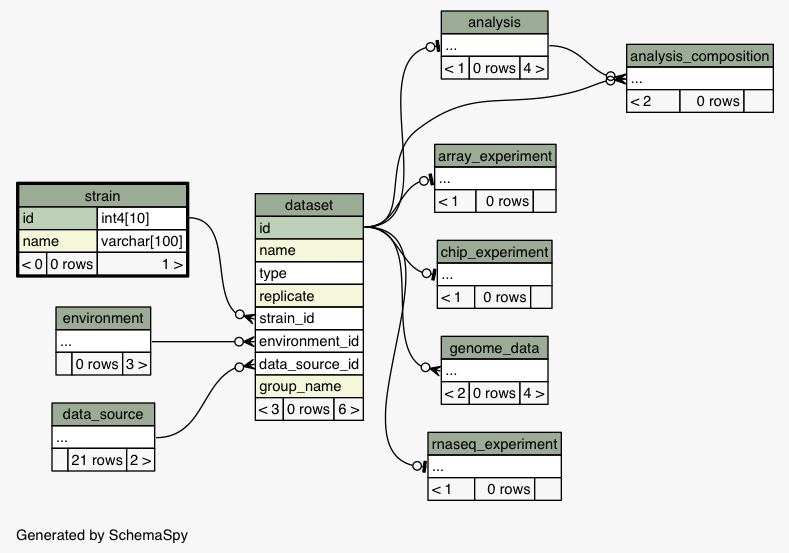 analysis
...
< 1 0 rows 4 >
analysis_composition
...
< 2 0 rows
array_experiment
...
< 1 0 rows
strain
id int4[10]
name varchar[100]
< 0 0 rows 1 >
dataset
id
name
type
replicate
strain_id
environment_id
data_source_id
group_name
< 3 0 rows 6 >
chip_experiment
...
< 1 0 rows
environment
...
0 rows 3 >
genome_data
...
< 2 0 rows 4 >
data_source
...
21 rows 2 >
rnaseq_experiment
...
< 1 0 rows
Generated by SchemaSpy